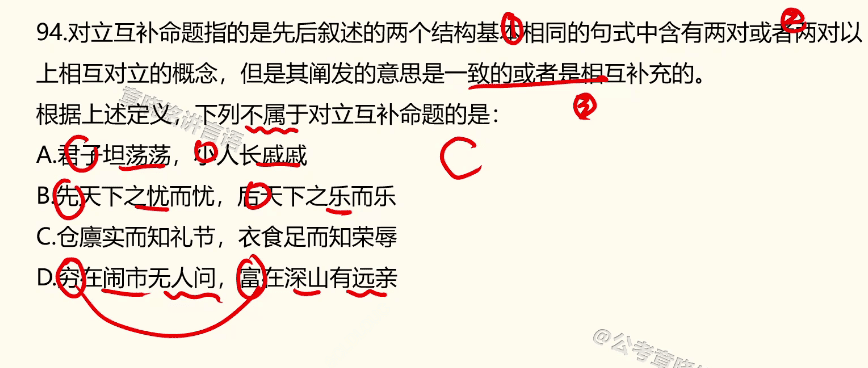 94.对立互补命题指的是先后叙述的两个结构基本相同的句式中含有两对或者两对以
上相互对立的概念，但是其阐发的意思是一致的或者是相互补充的。
根据上述定义，下列不属于对立互补命题的是：
A.君子坦荡荡，小人长戚戚
B.先天下之忧而忧，后天下之乐而乐
C.仓廪实而知礼节，衣食足而知荣辱
D.穷在闹市无人问，富在深山有远亲
①
②
③
C